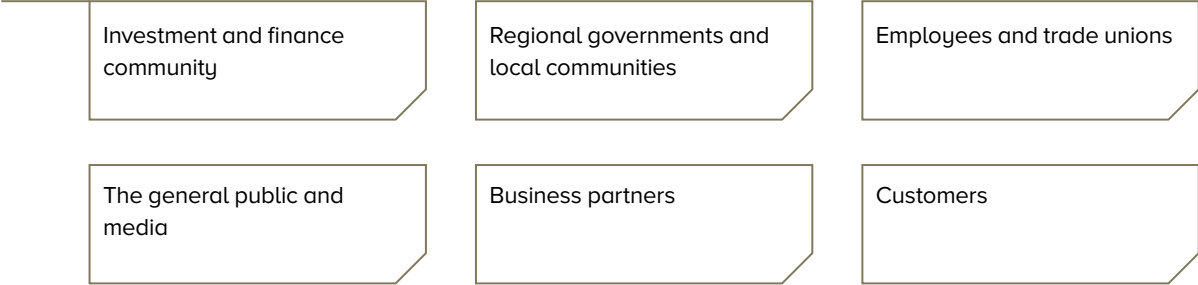 Investment and finance
community
Regional governments and
local communities
Employees and trade unions
The general public and
media
Business partners
Customers